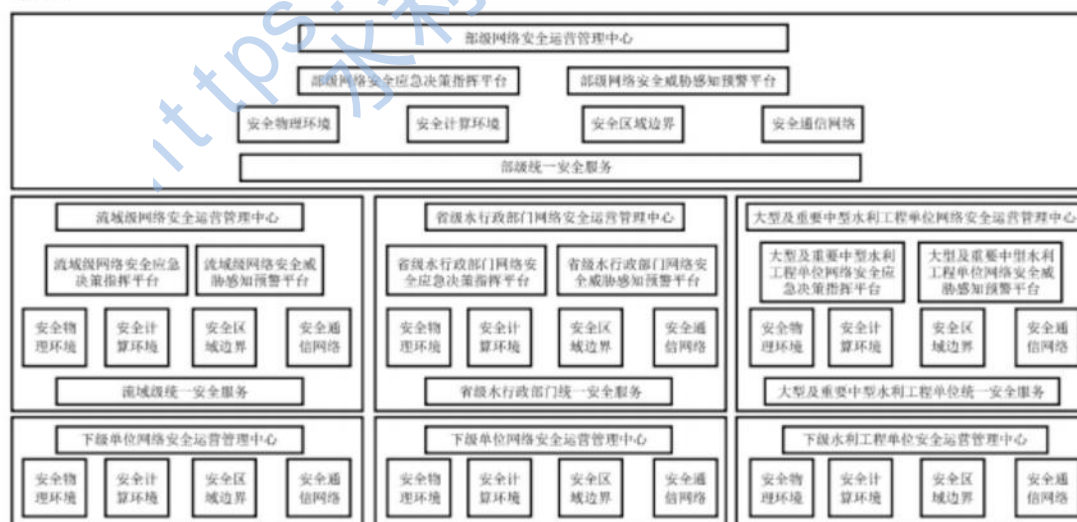 部级网络安全运营管理中心
部级网络安全应急决策指挥平台
部级网络安全威胁感知预警平台
安全物理环境
安全计算环境
安全区域边界
安全通信网络
部级统一安全服务
流域级网络安全运营管理中心
流域级网络安全应急
决策指挥平台
流域级网络安全威
胁感知预警平台
安全物
理环境
安全计
算环境
安全区
域边界
安全通
信网络
流域级统一安全服务
省级水行政部门网络安全运营管理中心
省级水行政部门网络安
全应急决策指挥平台
省级水行政部门网络安
全威胁感知预警平台
安全物
理环境
安全计
算环境
安全区
域边界
安全通
信网络
省级水行政部门统一安全服务
大型及重要中型水利工程单位网络安全运营管理中心
大型及重要中型水利
工程单位网络安全应
急决策指挥平台
大型及重要中型水利
工程单位网络安全威
胁感知预警平台
安全物
理环境
安全计
算环境
安全区
域边界
安全通
信网络
大型及重要中型水利工程单位统一安全服务
下级单位网络安全运营管理中心
安全物
理环境
安全计
算环境
安全区
域边界
安全通
信网络
下级单位网络安全运营管理中心
安全物
理环境
安全计
算环境
安全区
域边界
安全通
信网络
下级水利工程单位安全运营管理中心
安全物
理环境
安全计
算环境
安全区
域边界
安全通
信网络